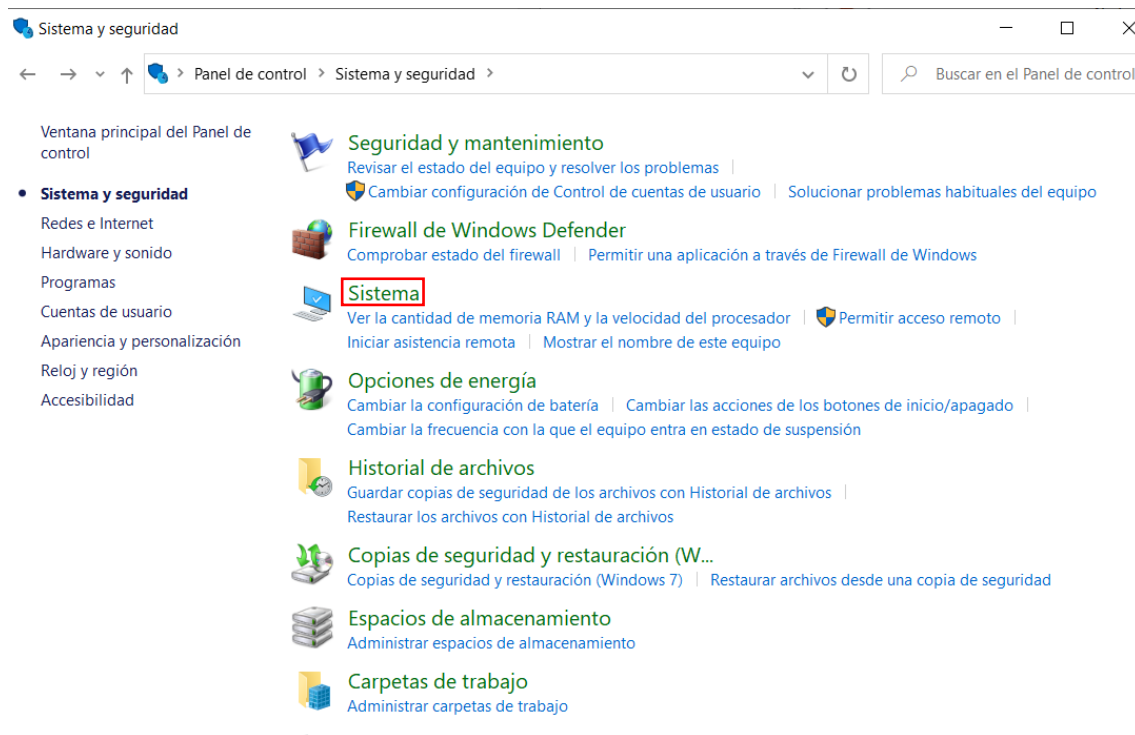 Sistema y seguridad
Panel de control > Sistema y seguridad >
Buscar en el Panel de control
Ventana principal del Panel de
control
Sistema y seguridad
Redes e Internet
Hardware y sonido
Programas
Cuentas de usuario
Apariencia y personalización
Reloj y región
Accesibilidad
Seguridad y mantenimiento
Revisar el estado del equipo y resolver los problemas
Cambiar configuración de Control de cuentas de usuario
Solucionar problemas habituales del equipo
Firewall de Windows Defender
Comprobar estado del firewall
Permitir una aplicación a través de Firewall de Windows
Sistema
Ver la cantidad de memoria RAM y la velocidad del procesador
Permitir acceso remoto
Iniciar asistencia remota
Mostrar el nombre de este equipo
Opciones de energía
Cambiar la configuración de batería
Cambiar las acciones de los botones de inicio/apagado
Cambiar la frecuencia con la que el equipo entra en estado de suspensión
Historial de archivos
Guardar copias de seguridad de los archivos con Historial de archivos
Restaurar los archivos con Historial de archivos
Copias de seguridad y restauración (W...
Copias de seguridad y restauración (Windows 7)
Restaurar archivos desde una copia de seguridad
Espacios de almacenamiento
Administrar espacios de almacenamiento
Carpetas de trabajo
Administrar carpetas de trabajo